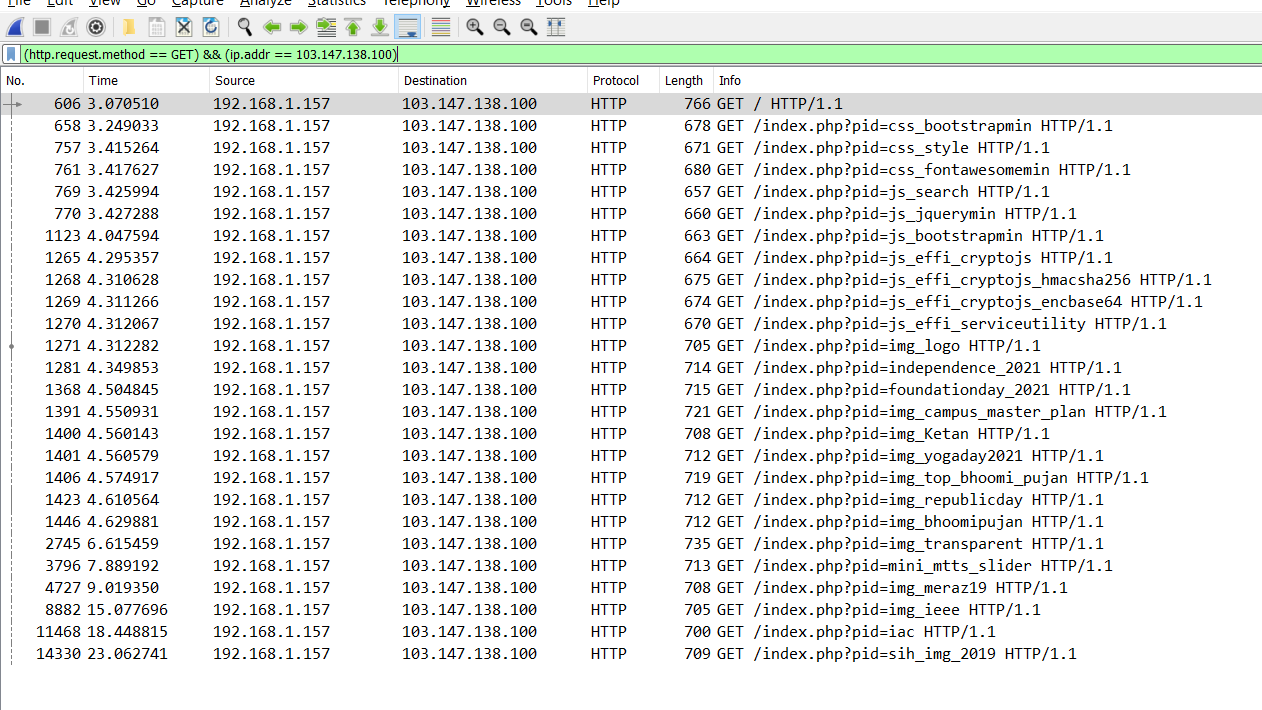 File Edit View Go Capture Analyze Statistics Telephony Wireless Tools Help
(http.request.method == GET) && (ip.addr == 103.147.138.100)
No. Time Source Destination Protocol Length Info
606 3.070510 192.168.1.157 103.147.138.100 HTTP 766 GET / HTTP/1.1
658 3.249033 192.168.1.157 103.147.138.100 HTTP 678 GET /index.php?pid=css_bootstrapmin HTTP/1.1
757 3.415264 192.168.1.157 103.147.138.100 HTTP 671 GET /index.php?pid=css_style HTTP/1.1
761 3.417627 192.168.1.157 103.147.138.100 HTTP 680 GET /index.php?pid=css_fontawesomemin HTTP/1.1
769 3.425994 192.168.1.157 103.147.138.100 HTTP 657 GET /index.php?pid=js_search HTTP/1.1
770 3.427288 192.168.1.157 103.147.138.100 HTTP 660 GET /index.php?pid=js_jquerymin HTTP/1.1
1123 4.047594 192.168.1.157 103.147.138.100 HTTP 663 GET /index.php?pid=js_bootstrapmin HTTP/1.1
1265 4.295357 192.168.1.157 103.147.138.100 HTTP 664 GET /index.php?pid=js_effi_cryptojs HTTP/1.1
1268 4.310628 192.168.1.157 103.147.138.100 HTTP 675 GET /index.php?pid=js_effi_cryptojs_hmacsha256 HTTP/1.1
1269 4.311266 192.168.1.157 103.147.138.100 HTTP 674 GET /index.php?pid=js_effi_cryptojs_encbase64 HTTP/1.1
1270 4.312067 192.168.1.157 103.147.138.100 HTTP 670 GET /index.php?pid=js_effi_serviceutility HTTP/1.1
1271 4.312282 192.168.1.157 103.147.138.100 HTTP 705 GET /index.php?pid=img_logo HTTP/1.1
1281 4.349853 192.168.1.157 103.147.138.100 HTTP 714 GET /index.php?pid=independence_2021 HTTP/1.1
1368 4.504845 192.168.1.157 103.147.138.100 HTTP 715 GET /index.php?pid=foundationday_2021 HTTP/1.1
1391 4.550931 192.168.1.157 103.147.138.100 HTTP 721 GET /index.php?pid=img_campus_master_plan HTTP/1.1
1400 4.560143 192.168.1.157 103.147.138.100 HTTP 708 GET /index.php?pid=img_Ketan HTTP/1.1
1401 4.560579 192.168.1.157 103.147.138.100 HTTP 712 GET /index.php?pid=img_yogaday2021 HTTP/1.1
1406 4.574917 192.168.1.157 103.147.138.100 HTTP 719 GET /index.php?pid=img_top_bhoomi_pujan HTTP/1.1
1423 4.610564 192.168.1.157 103.147.138.100 HTTP 712 GET /index.php?pid=img_republicday HTTP/1.1
1446 4.629881 192.168.1.157 103.147.138.100 HTTP 712 GET /index.php?pid=img_bhoomipujan HTTP/1.1
2745 6.615459 192.168.1.157 103.147.138.100 HTTP 735 GET /index.php?pid=img_transparent HTTP/1.1
3796 7.889192 192.168.1.157 103.147.138.100 HTTP 713 GET /index.php?pid=mini_mtts_slider HTTP/1.1
4727 9.019350 192.168.1.157 103.147.138.100 HTTP 708 GET /index.php?pid=img_meraz19 HTTP/1.1
8882 15.077696 192.168.1.157 103.147.138.100 HTTP 705 GET /index.php?pid=img_ieee HTTP/1.1
11468 18.448815 192.168.1.157 103.147.138.100 HTTP 700 GET /index.php?pid=iac HTTP/1.1
14330 23.062741 192.168.1.157 103.147.138.100 HTTP 709 GET /index.php?pid=sih_img_2019 HTTP/1.1